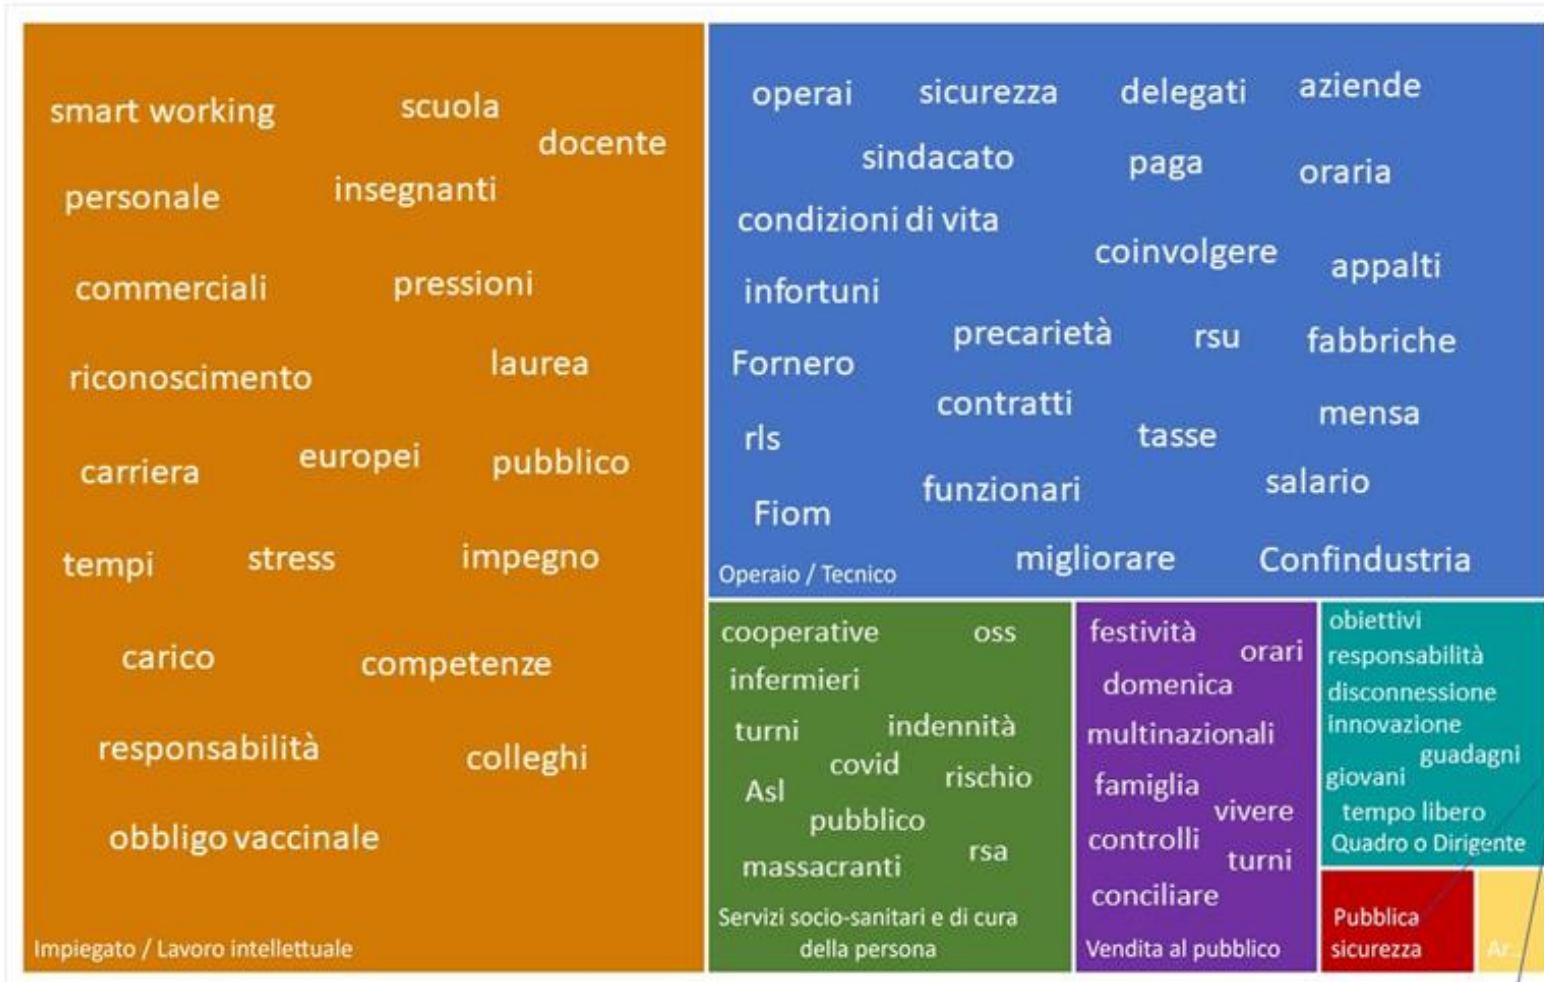 smart working
scuola
docente
personale
insegnanti
commerciali
pressioni
riconoscimento
laurea
carriera
europei
pubblico
tempi
stress
impegno
carico
competenze
responsabilità
colleghi
obbligo vaccinale
Impiegato / Lavoro intellettuale
operai
sicurezza
delegati
aziende
sindacato
paga
oraria
condizioni di vita
coinvolgere
appalti
infortuni
precarietà
rsu
fabbriche
Fornero
contratti
mensa
rls
tasse
funzionari
salario
Fiom
migliorare
Confindustria
Operaio / Tecnico
cooperative
oss
infermieri
turni
indennità
covid
rischio
Asl
pubblico
rsa
massacranti
Servizi socio-sanitari e di cura
della persona
festività
orari
domenica
multinazionali
famiglia
vivere
controlli
turni
conciliare
Vendita al pubblico
obiettivi
responsabilità
disconnessione
innovazione
guadagni
giovani
tempo libero
Quadro o Dirigente
Pubblica
sicurezza
Ar...